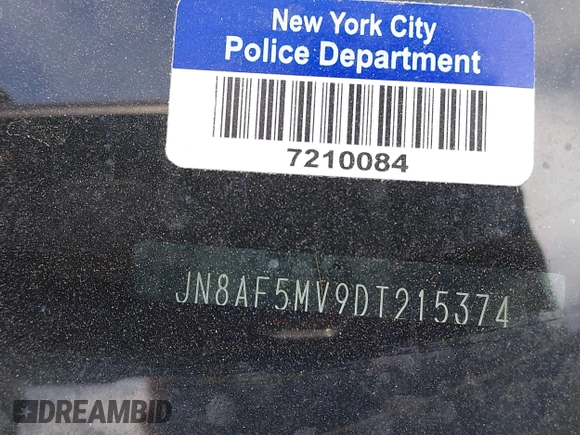 New York City
Police Department
7210084
JN8AF5MV9DT215374
DREAMBID